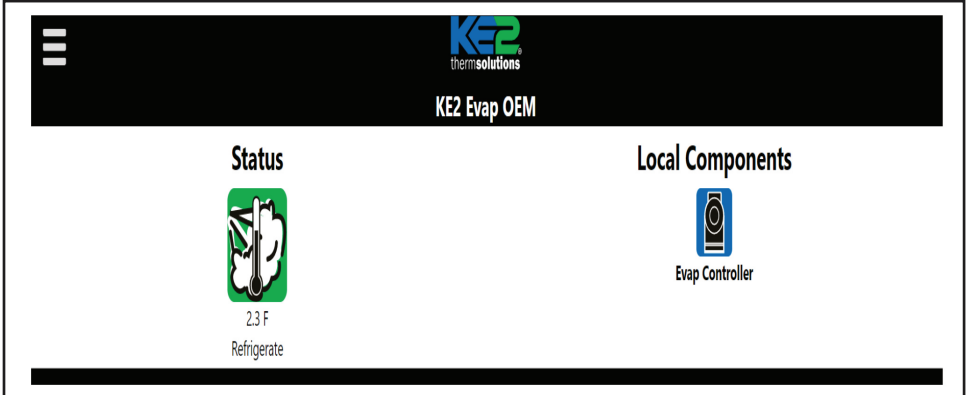 KE2
thermsolutions
KE2 Evap OEM
Status
2.3 F
Refrigerate
Local Components
Evap Controller